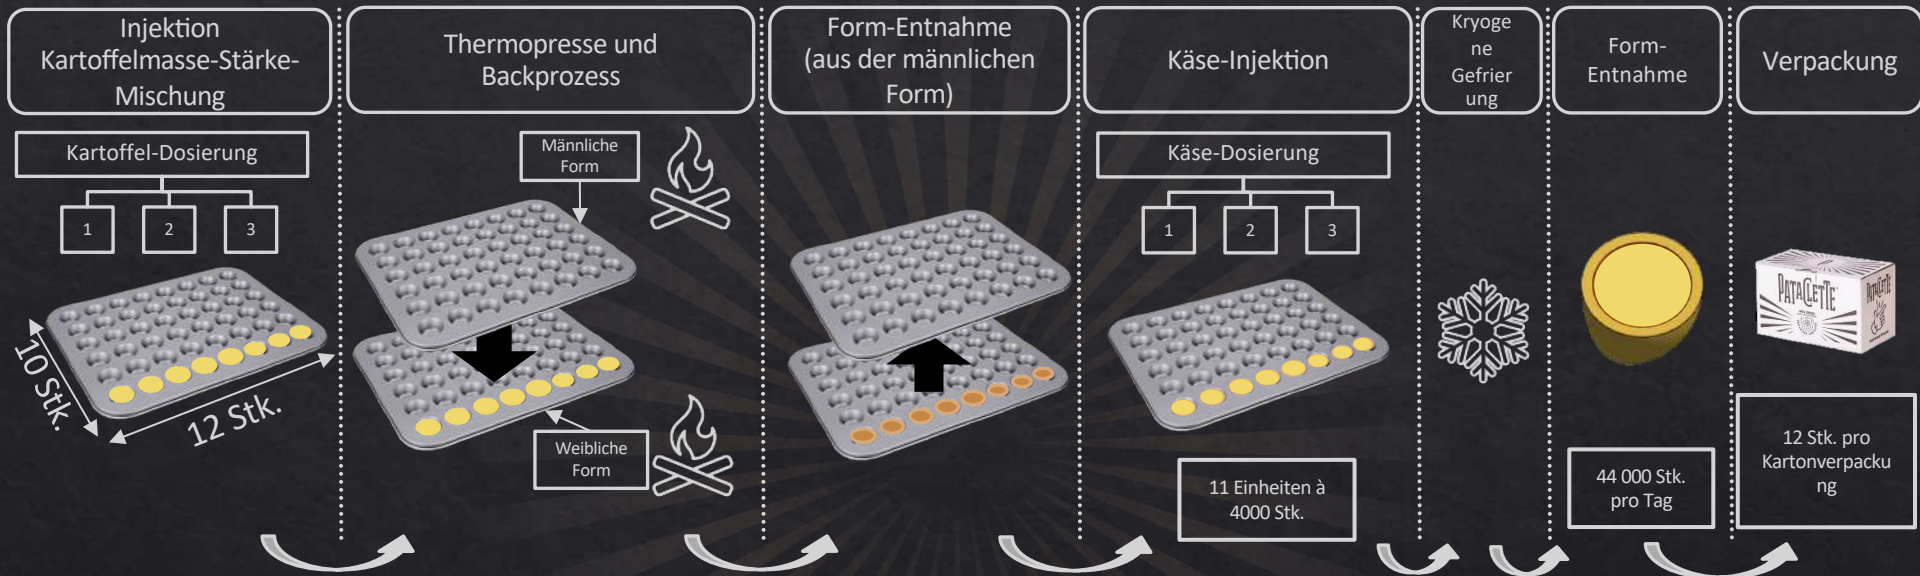 Injektion
Kartoffelmasse-Stärke-
Mischung
Kartoffel-Dosierung
1
2
3
10 Stk.
12 Stk.
Thermopresse und
Backprozess
Männliche
Form
Weibliche
Form
Form-Entnahme
(aus der männlichen
Form)
Käse-Injektion
Käse-Dosierung
1
2
3
11 Einheiten à
4000 Stk.
Kryoge
ne
Gefrier
ung
Form-
Entnahme
44 000 Stk.
pro Tag
Verpackung
PATACLETTE
PATACLETTE
12 Stk. pro
Kartonverpacku
ng